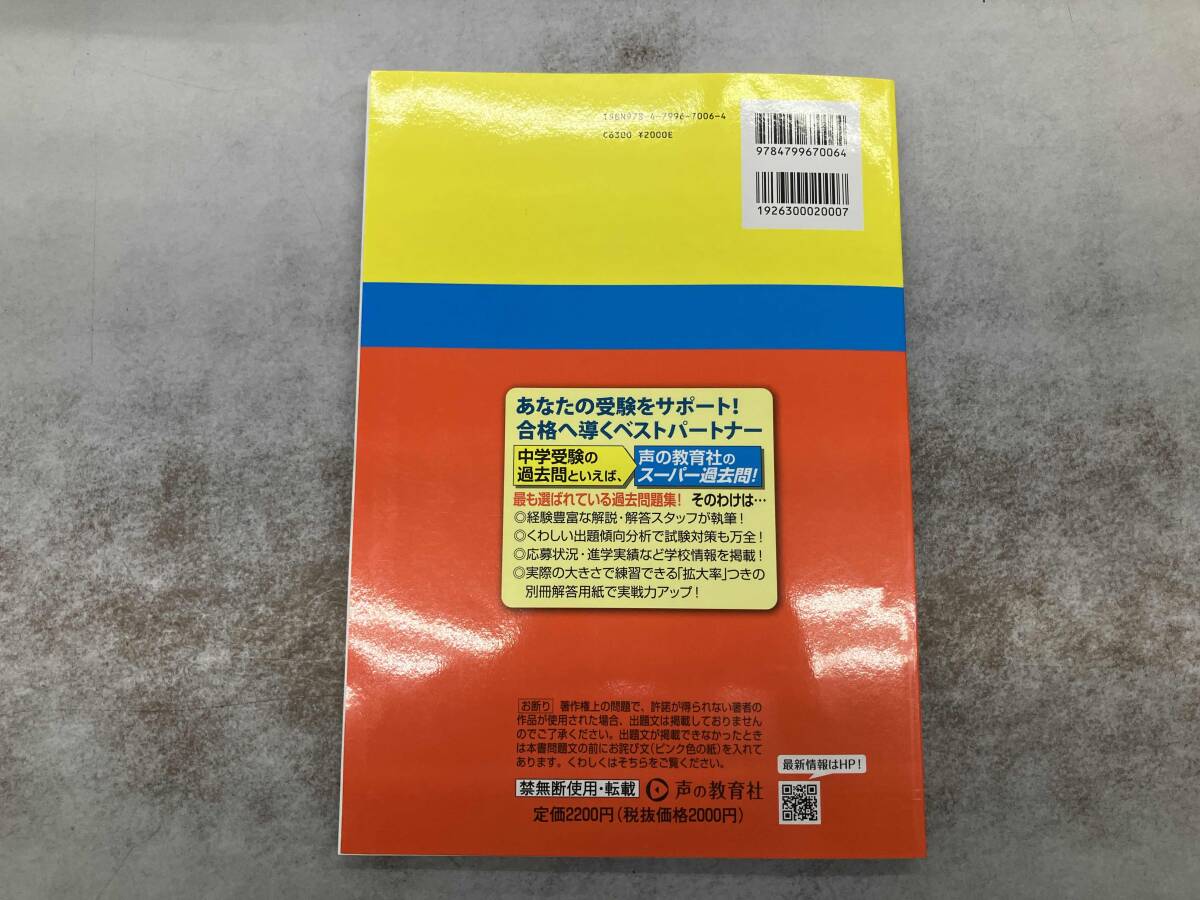 ISBN978-4-7996-7006-4
C6300 ¥2000E
9784799670064
1926300020007
あなたの受験をサポート!
合格へ導くベストパートナー
中学受験の
過去問といえば、
声の教育社の
スーパー過去問!
最も選ばれている過去問題集! そのわけは…
◎経験豊富な解説・解答スタッフが執筆!
◎くわしい出題傾向分析で試験対策も万全!
◎応募状況・進学実績など学校情報を掲載!
◎実際の大きさで練習できる「拡大率」つきの
別冊解答用紙で実戦力アップ!
お断り 著作権上の問題で、許諾が得られない著者の
作品が使用された場合、出題文は掲載しておりません
のでご了承ください。出題文が掲載できなかったときは
本書問題文の前にお詫び文(ピンク色の紙)を入れて
あります。くわしくはそちらをご覧ください。
最新情報はHP!
禁無断使用・転載 声の教育社
定価2200円(税抜価格2000円)